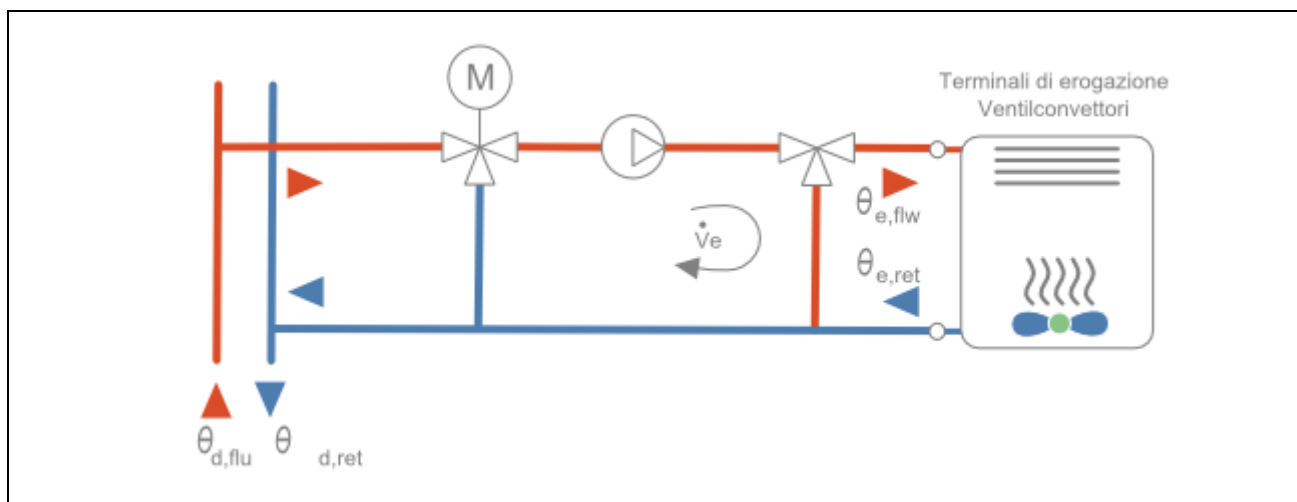 M
Terminali di erogazione
Ventilconvettori
θe,flw
V̇e
θe,ret
θd,flu θ d,ret